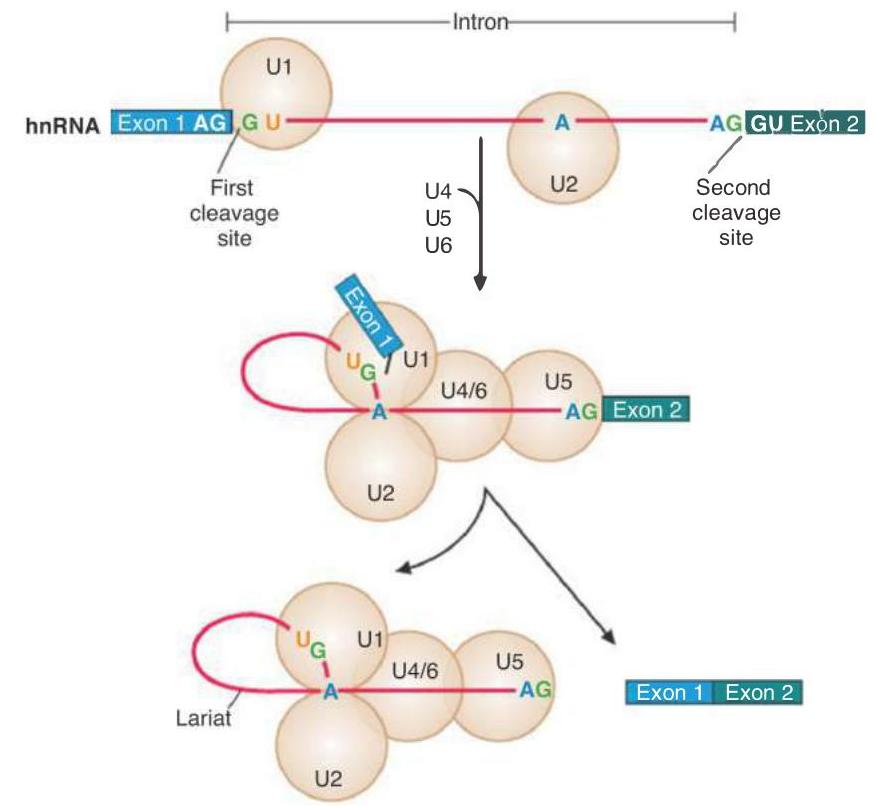 Intron
U1
hnRNA Exon 1 AG G U A AG GU Exon 2
U2
First
cleavage
site
U4
U5
U6
Second
cleavage
site
Exon 1
U G U1
U4/6
U5
A AG Exon 2
U2
U G U1
U4/6
U5
A AG
Exon 1 Exon 2
Lariat
U2